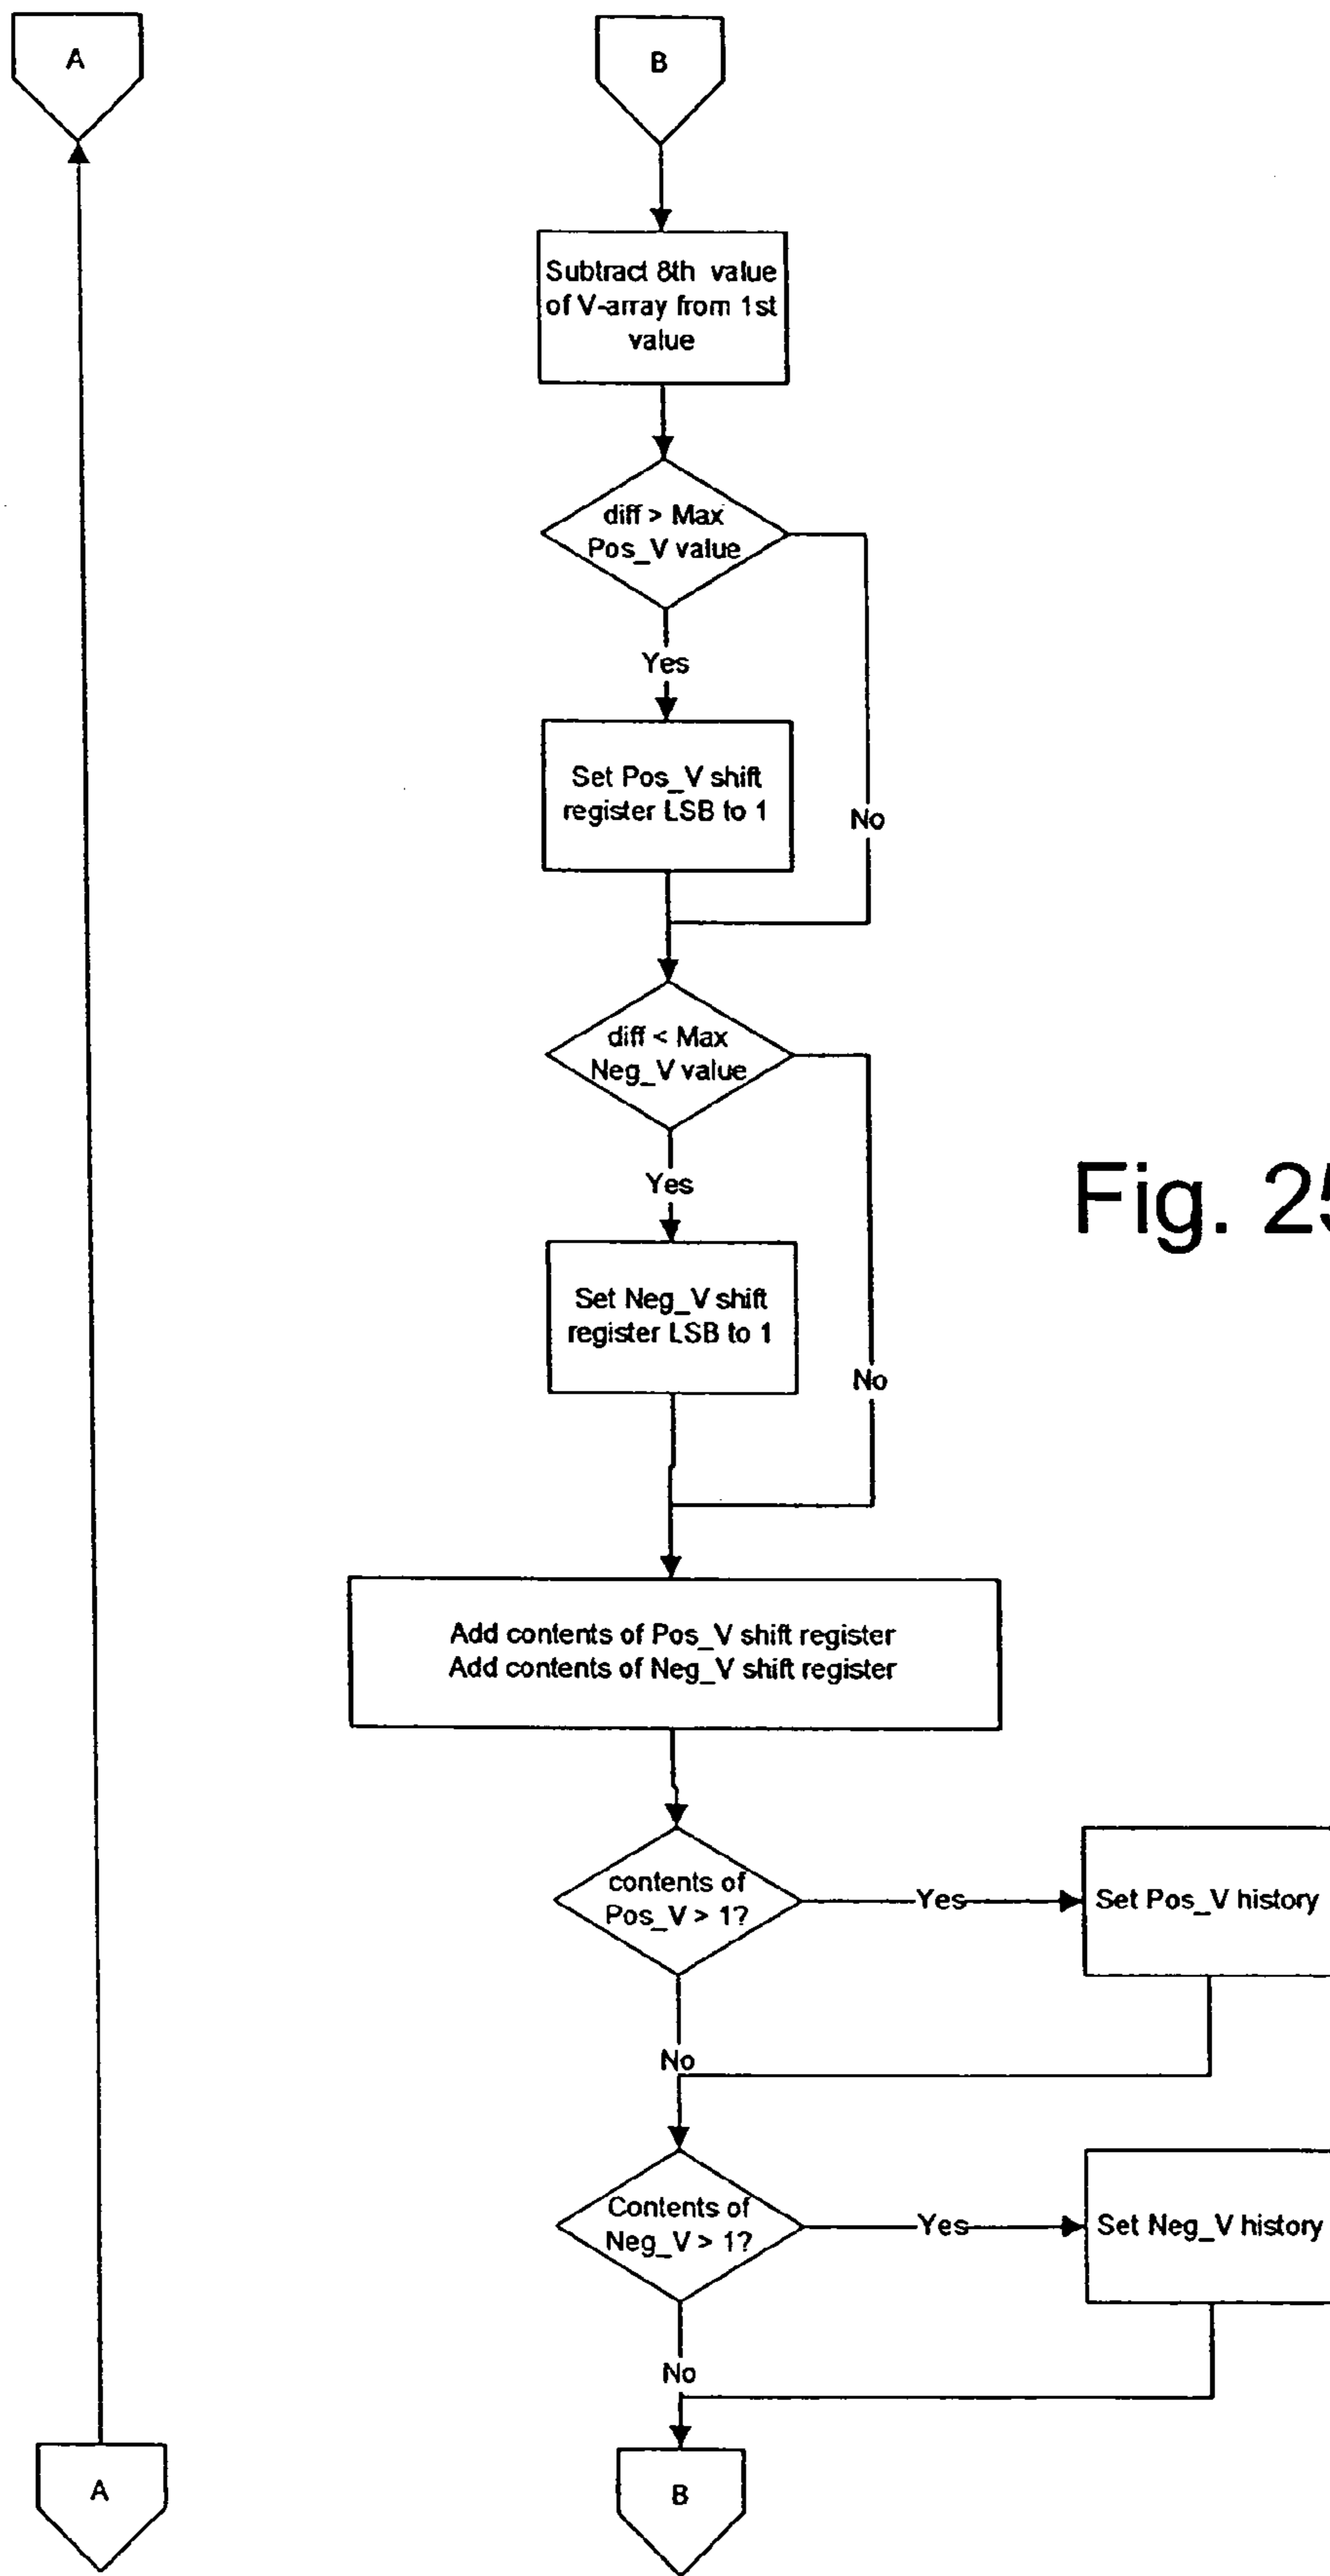 A
B
Subtract 8th value
of V-array from 1st
value
diff > Max
Pos_V value
Yes
Set Pos_V shift
register LSB to 1
No
diff < Max
Neg_V value
Yes
Fig. 25
Set Neg_V shift
register LSB to 1
No
Add contents of Pos_V shift register
Add contents of Neg_V shift register
contents of
Pos_V > 1?
Yes
Set Pos_V history
No
Contents of
Neg_V > 1?
Yes
Set Neg_V history
No
A
B